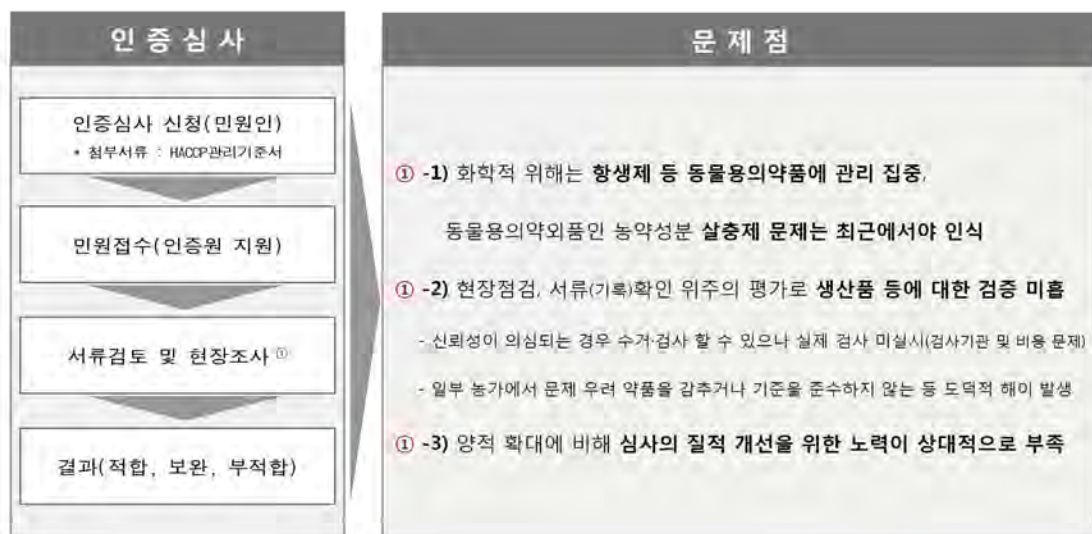 인증심사
인증심사 신청(민원인)
* 첨부서류 : HACCP관리기준서
민원접수(인증원 지원)
서류검토 및 현장조사 ①
결과(적합, 보완, 부적합)
문제점
① -1) 화학적 위해는 항생제 등 동물용의약품에 관리 집중,
동물용의약외품인 농약성분 살충제 문제는 최근에서야 인식
① -2) 현장점검, 서류(기록)확인 위주의 평가로 생산품 등에 대한 검증 미흡
- 신뢰성이 의심되는 경우 수거·검사 할 수 있으나 실제 검사 미실시(검사기관 및 비용 문제)
- 일부 농가에서 문제 우려 약품을 감추거나 기준을 준수하지 않는 등 도덕적 해이 발생
① -3) 양적 확대에 비해 심사의 질적 개선을 위한 노력이 상대적으로 부족